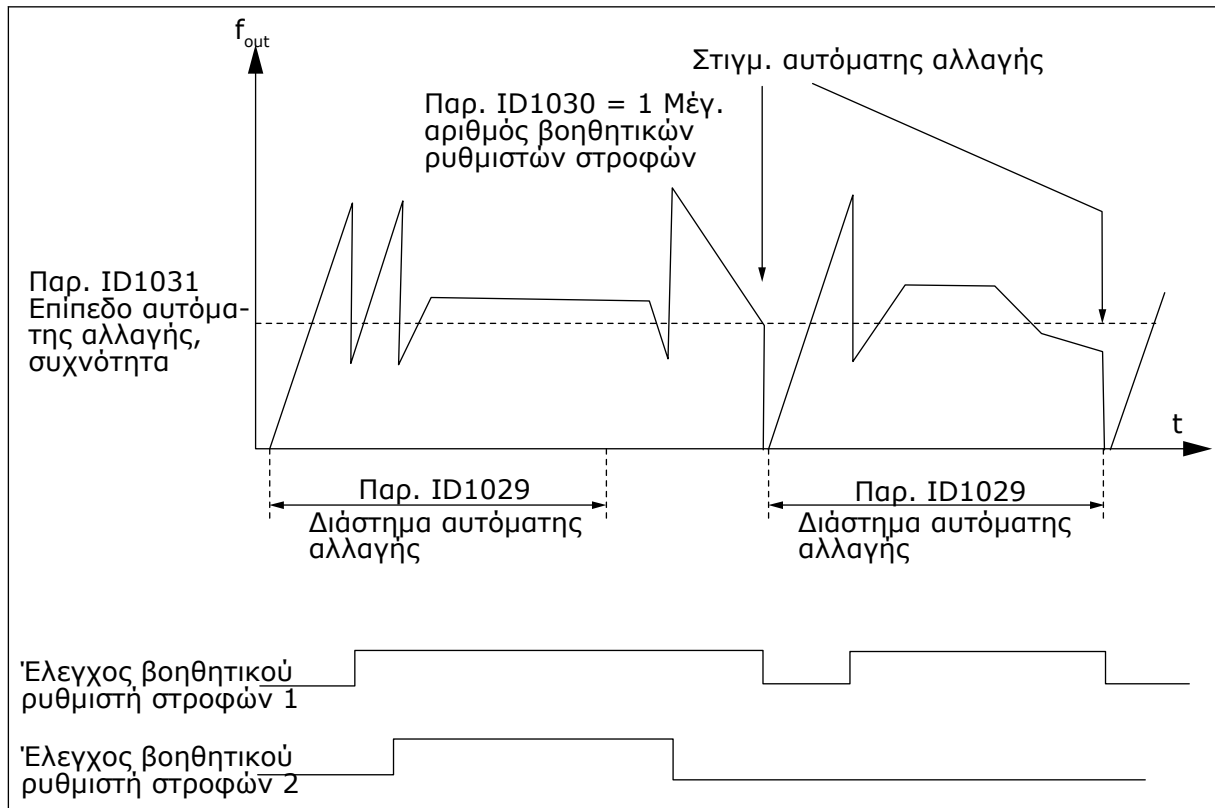 fout
Στιγμ. αυτόματης αλλαγής
Παρ. ID1030 = 1 Μέγ.
αριθμός βοηθητικών
ρυθμιστών στροφών
Παρ. ID1031
Επίπεδο αυτόμα-
της αλλαγής,
συχνότητα
t
Παρ. ID1029
Διάστημα αυτόματης
αλλαγής
Παρ. ID1029
Διάστημα αυτόματης
αλλαγής
Έλεγχος βοηθητικού
ρυθμιστή στροφών 1
Έλεγχος βοηθητικού
ρυθμιστή στροφών 2